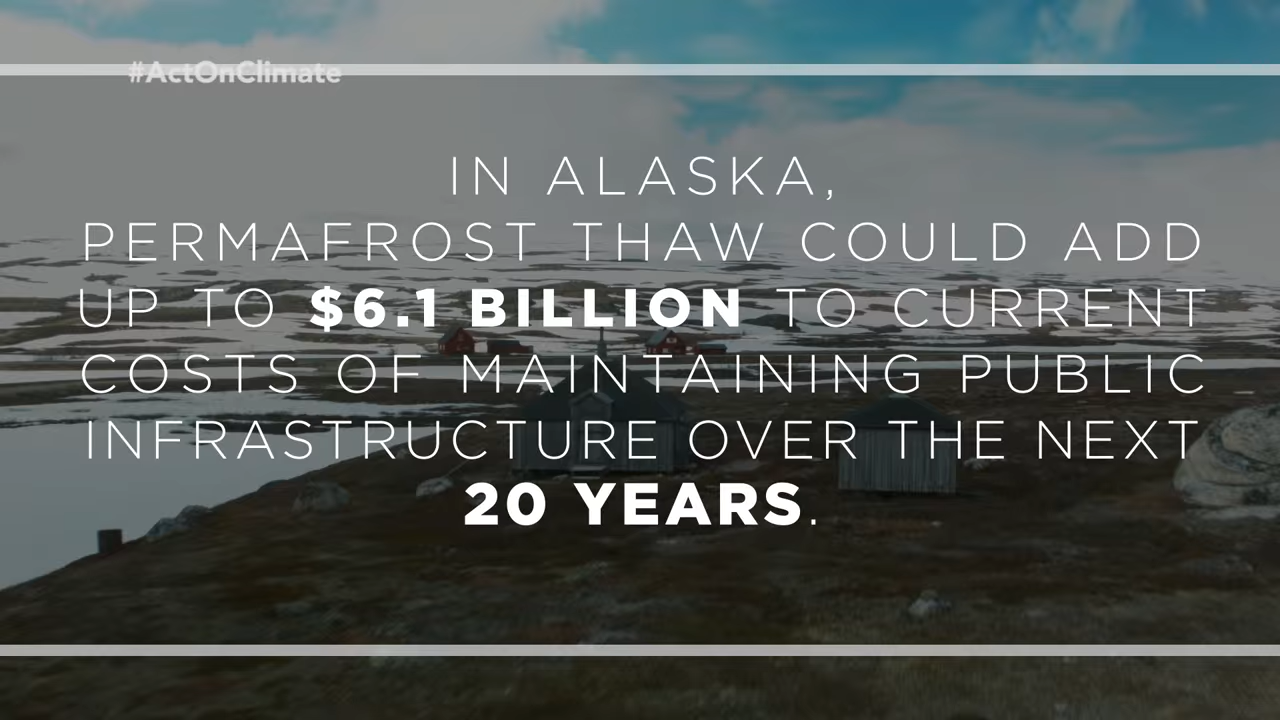 #ActOnClimate
IN ALASKA,
PERMAFROST THAW COULD ADD
UP TO $6.1 BILLION TO CURRENT
COSTS OF MAINTAINING PUBLIC
INFRASTRUCTURE OVER THE NEXT
20 YEARS.